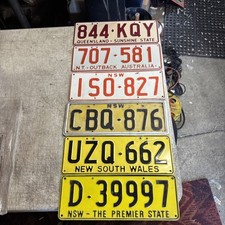 844·KQY
QUEENSLAND - SUNSHINE STATE
707-581
NT - OUTBACK AUSTRALIA
NSW
ISO·827
NSW
CBQ·876
UZQ·662
NEW SOUTH WALES
D·39997
NSW - THE PREMIER STATE